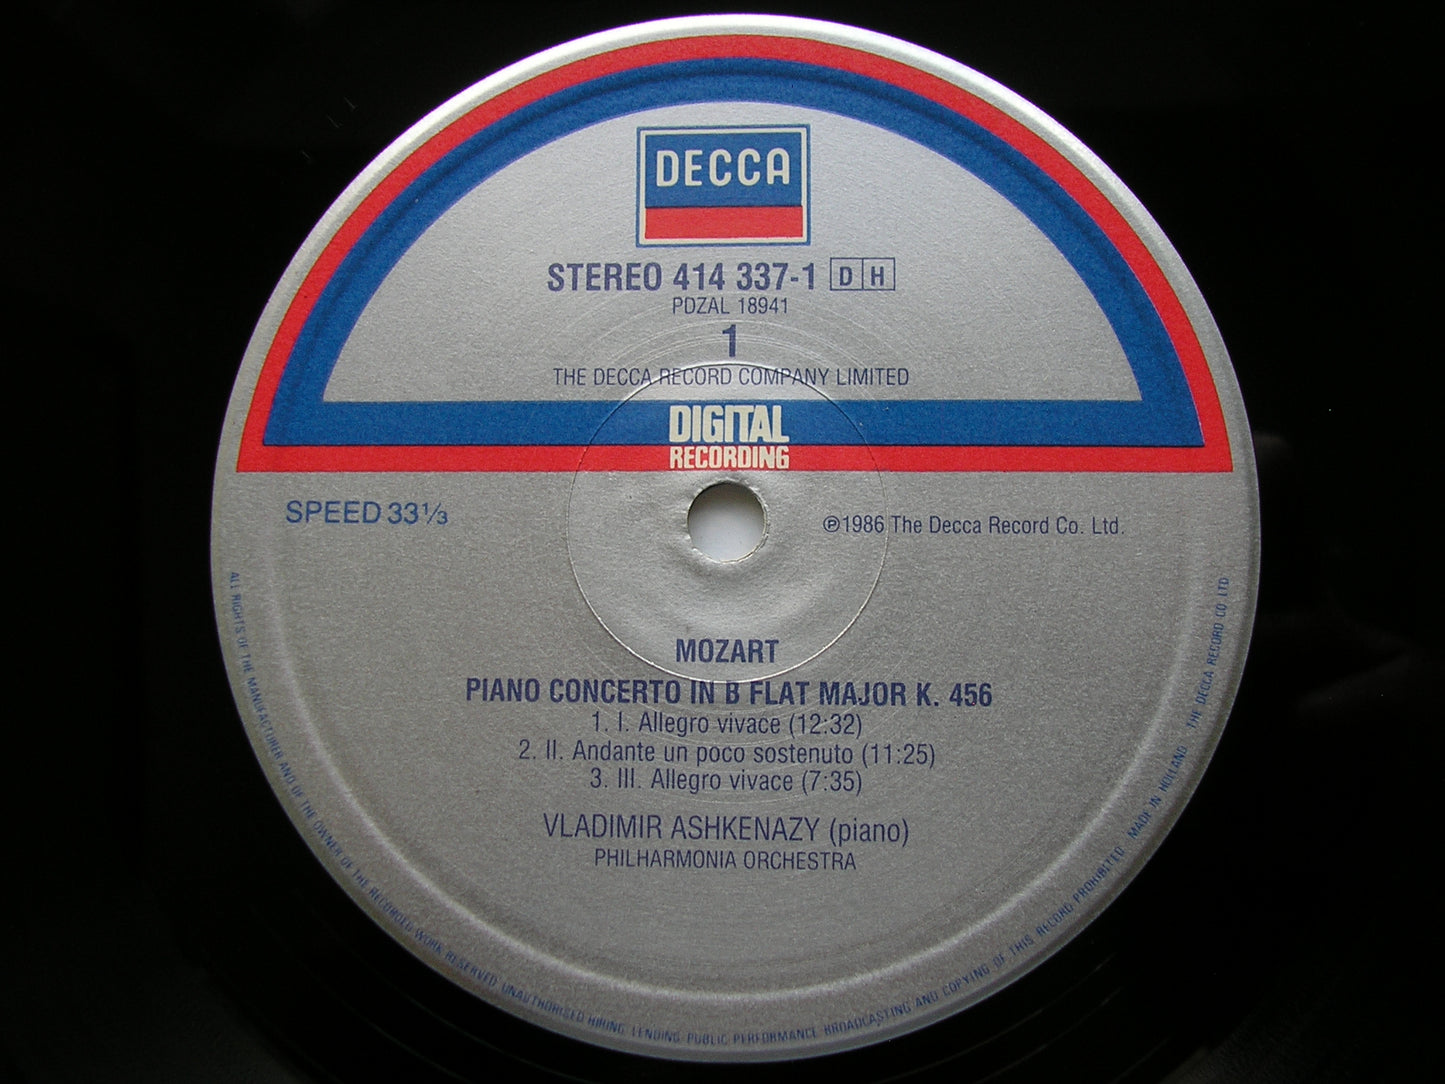 DECCA
STEREO 414 337-1 DH
PDZAL 18941
1
THE DECCA RECORD COMPANY LIMITED
DIGITAL
RECORDING
SPEED 33⅓
℗1986 The Decca Record Co. Ltd.
MOZART
PIANO CONCERTO IN B FLAT MAJOR K. 456
1. I. Allegro vivace (12:32)
2. II. Andante un poco sostenuto (11:25)
3. III. Allegro vivace (7:35)
VLADIMIR ASHKENAZY (piano)
PHILHARMONIA ORCHESTRA
ALL RIGHTS OF THE MANUFACTURER AND OF THE OWNER OF THE RECORDED WORK RESERVED UNAUTHORISED HIRING LENDING PUBLIC PERFORMANCE BROADCASTING AND COPYING OF THIS RECORD PROHIBITED MADE IN HOLLAND THE DECCA RECORD CO LTD